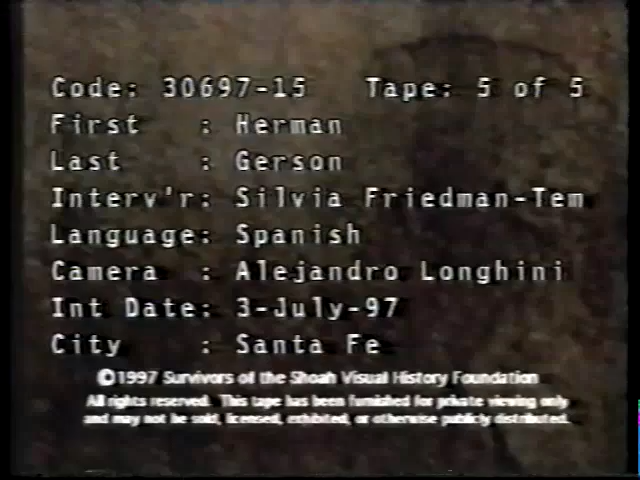 Code: 30697-15 Tape: 5 of 5
First : Herman
Last : Gerson
Interv'r: Silvia Friedman-Tem
Language: Spanish
Camera : Alejandro Longhini
Int Date: 3-July-97
City : Santa Fe
©1997 Survivors of the Shoah Visual History Foundation
All rights reserved. This tape has been furnished for private viewing only
and may not be sold, licensed, exhibited, or otherwise publicly distributed.